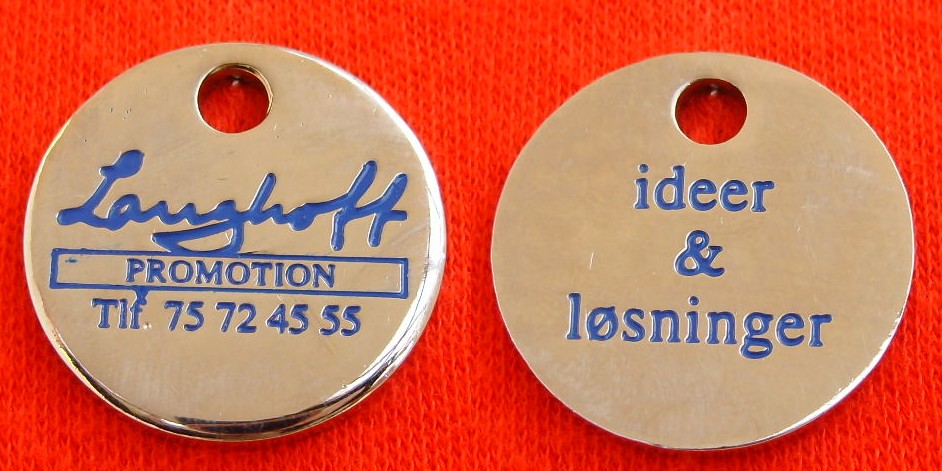 Langhoff
PROMOTION
Tlf 75 72 45 55
ideer
&
løsninger